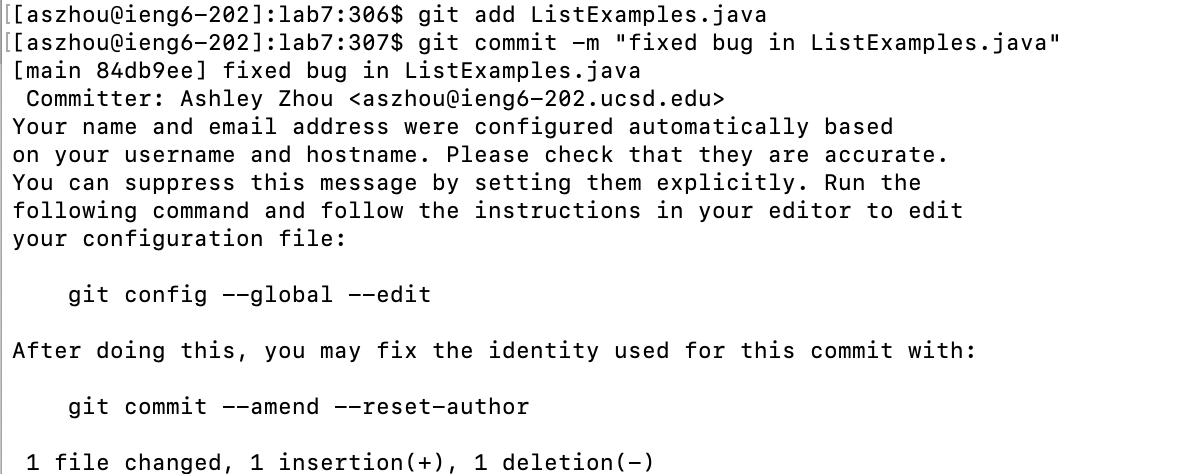 [[aszhou@ieng6-202]:lab7:306$ git add ListExamples.java
[[aszhou@ieng6-202]:lab7:307$ git commit -m "fixed bug in ListExamples.java"
[main 84db9ee] fixed bug in ListExamples.java
 Committer: Ashley Zhou <aszhou@ieng6-202.ucsd.edu>
Your name and email address were configured automatically based
on your username and hostname. Please check that they are accurate.
You can suppress this message by setting them explicitly. Run the
following command and follow the instructions in your editor to edit
your configuration file:

    git config --global --edit

After doing this, you may fix the identity used for this commit with:

    git commit --amend --reset-author

 1 file changed, 1 insertion(+), 1 deletion(-)